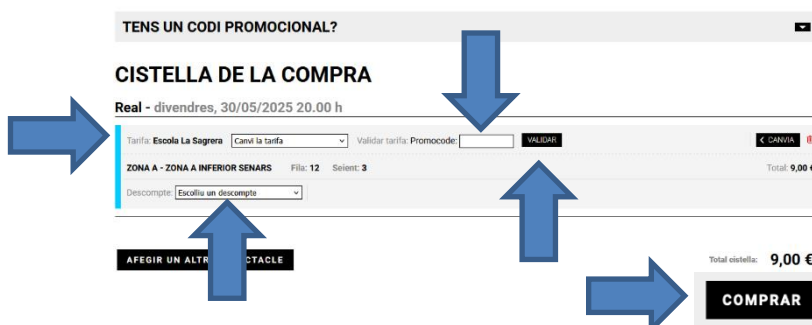 TENS UN CODI PROMOCIONAL?
CISTELLA DE LA COMPRA
Real - divendres, 30/05/2025 20.00 h
Tarifa: Escola La Sagrera Canvi la tarifa Validar tarifa: Promocode: VALIDAR CANVIA
ZONA A - ZONA A INFERIOR SENARS Fila: 12 Seient: 3 Total: 9,00 €
Descompte: Escolliu un descompte
AFEGIR UN ALTR CTACLE Total cistella: 9,00 €
COMPRAR